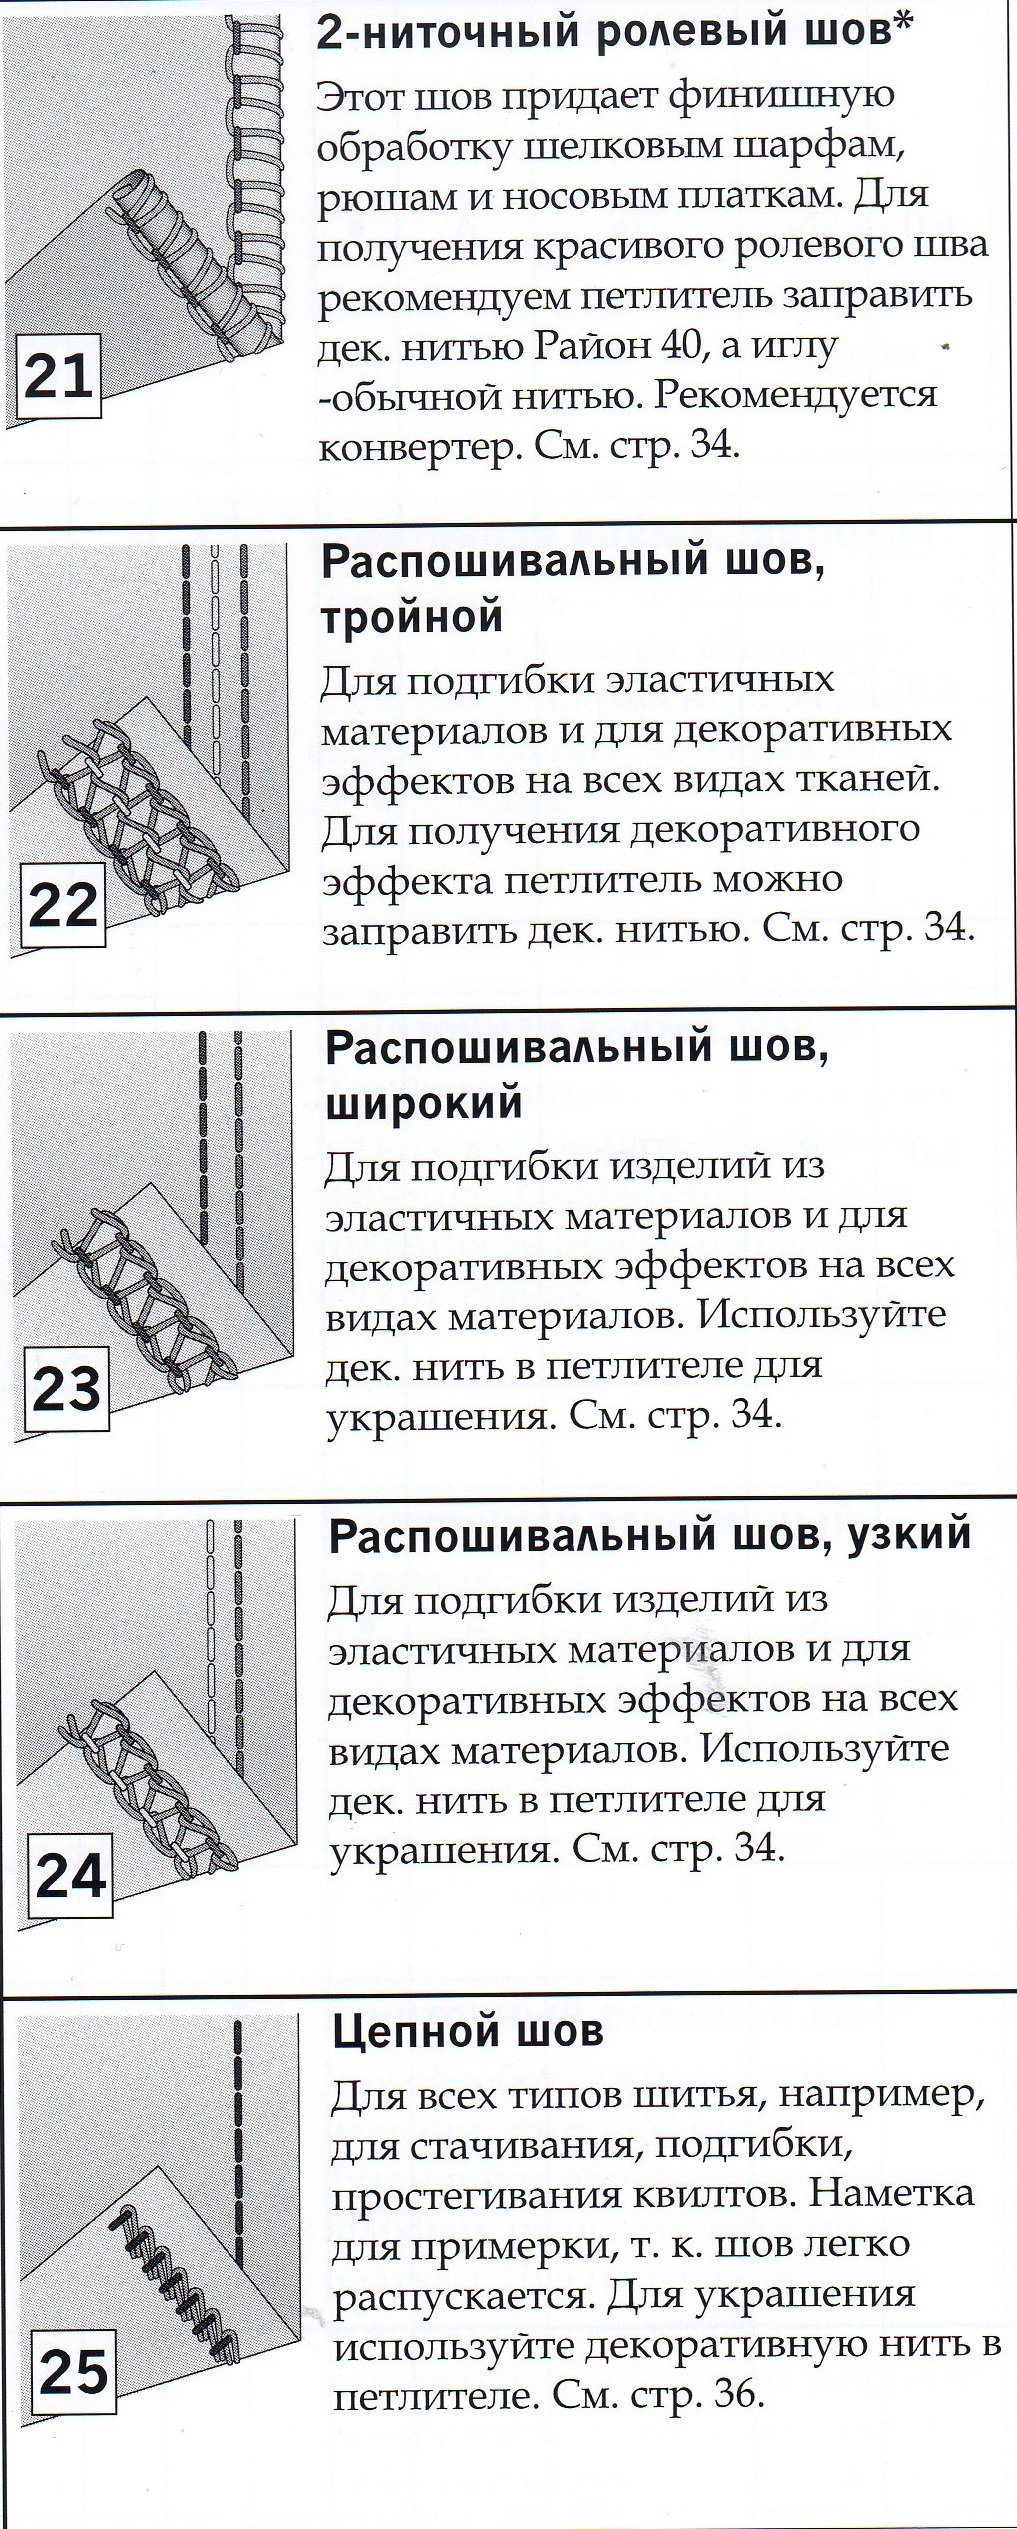 2-ниточный ролевый шов*
Этот шов придает финишную
обработку шелковым шарфам,
рюшам и носовым платкам. Для
получения красивого ролевого шва
рекомендуем петлитель заправить
дек. нитью Район 40, а иглу
-обычной нитью. Рекомендуется
конвертер. См. стр. 34.
21
Распошивальный шов,
тройной
Для подгибки эластичных
материалов и для декоративных
эффектов на всех видах тканей.
Для получения декоративного
эффекта петлитель можно
заправить дек. нитью. См. стр. 34.
22
Распошивальный шов,
широкий
Для подгибки изделий из
эластичных материалов и для
декоративных эффектов на всех
видах материалов. Используйте
дек. нить в петлителе для
украшения. См. стр. 34.
23
Распошивальный шов, узкий
Для подгибки изделий из
эластичных материалов и для
декоративных эффектов на всех
видах материалов. Используйте
дек. нить в петлителе для
украшения. См. стр. 34.
24
Цепной шов
Для всех типов шитья, например,
для стачивания, подгибки,
простегивания квилтов. Наметка
для примерки, т. к. шов легко
распускается. Для украшения
используйте декоративную нить в
петлителе. См. стр. 36.
25